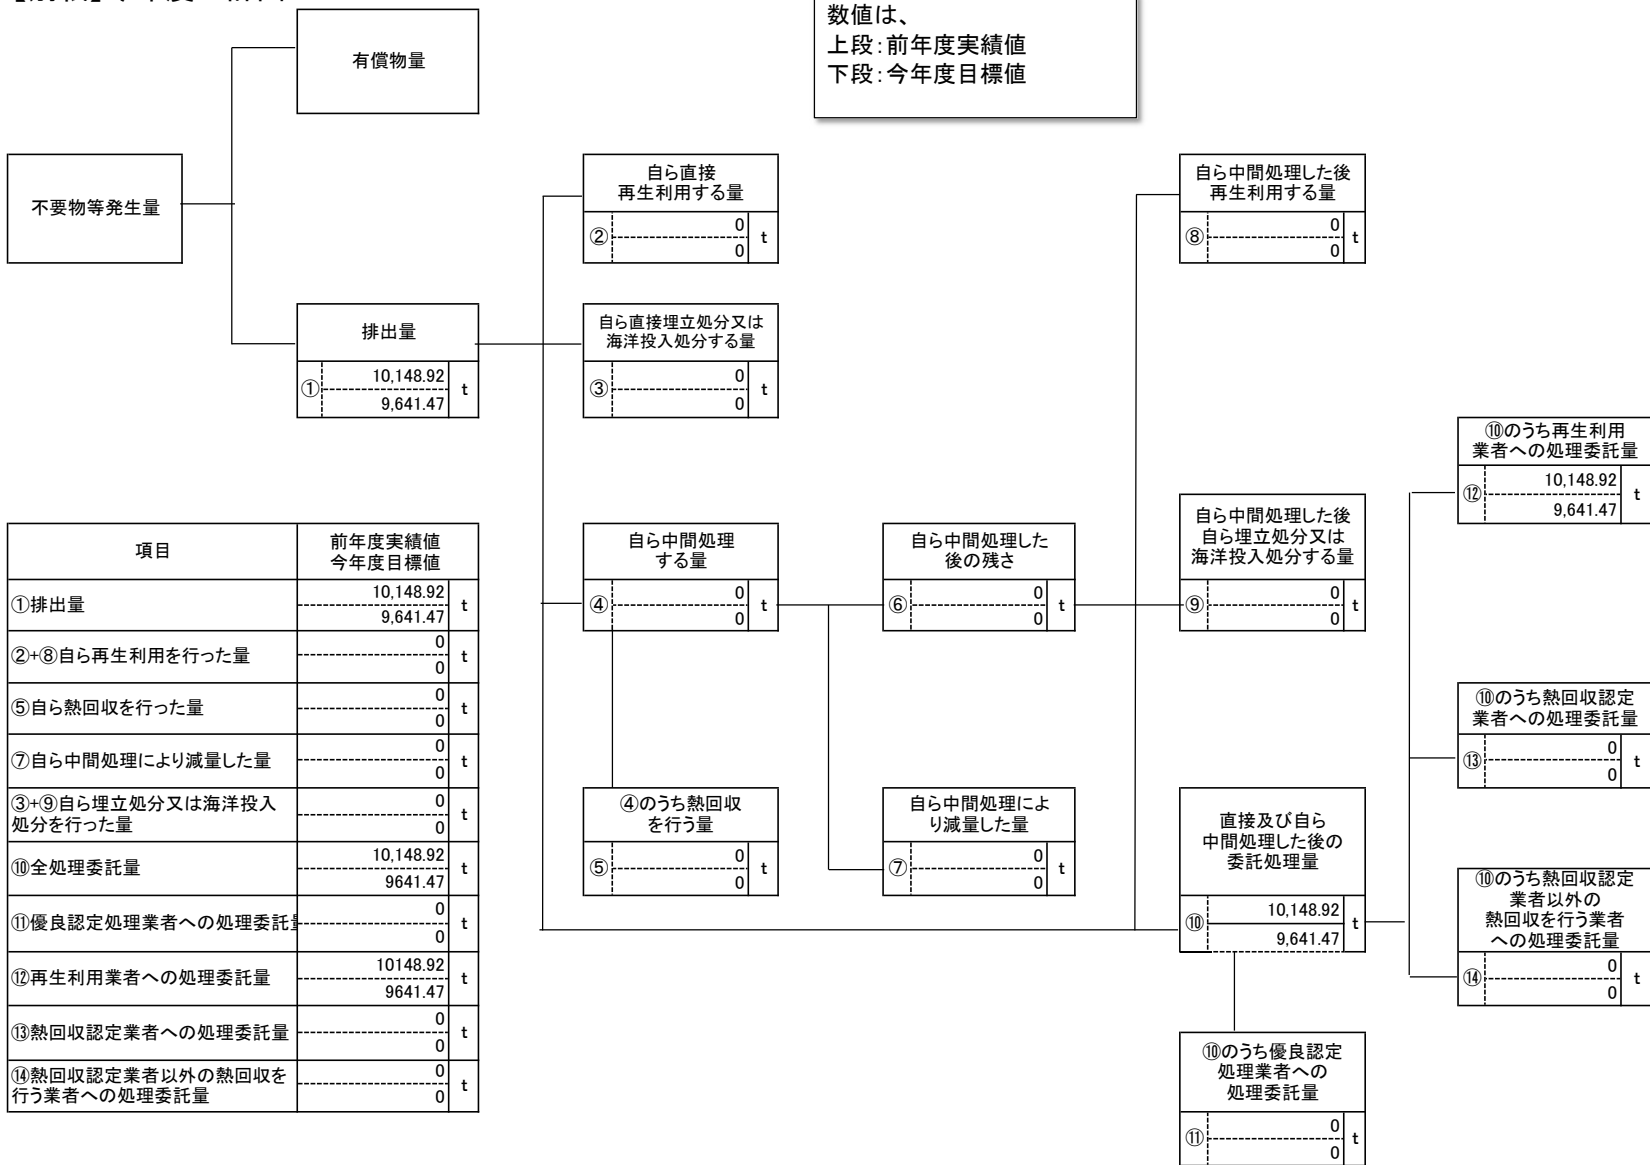 数値は、
上段：前年度実績値
下段：今年度目標値
有償物量
不要物等発生量
排出量
① 10,148.92 t
9,641.47
自ら直接
再生利用する量
② 0 t
0
自ら直接埋立処分又は
海洋投入処分する量
③ 0 t
0
自ら中間処理した後
再生利用する量
⑧ 0 t
0
⑩のうち再生利用
業者への処理委託量
⑫ 10,148.92 t
9,641.47
自ら中間処理
する量
④ 0 t
0
自ら中間処理した
後の残さ
⑥ 0 t
0
自ら中間処理した後
自ら埋立処分又は
海洋投入処分する量
⑨ 0 t
0
⑩のうち熱回収認定
業者への処理委託量
⑬ 0 t
0
④のうち熱回収
を行う量
⑤ 0 t
0
自ら中間処理によ
り減量した量
⑦ 0 t
0
直接及び自ら
中間処理した後の
委託処理量
⑩ 10,148.92 t
9,641.47
⑩のうち熱回収認定
業者以外の
熱回収を行う業者
への処理委託量
⑭ 0 t
0
⑩のうち優良認定
処理業者への
処理委託量
⑪ 0 t
0
項目 前年度実績値
今年度目標値
①排出量 10,148.92 t
9,641.47
②+⑧自ら再生利用を行った量 0 t
0
⑤自ら熱回収を行った量 0 t
0
⑦自ら中間処理により減量した量 0 t
0
③+⑨自ら埋立処分又は海洋投入
処分を行った量 0 t
0
⑩全処理委託量 10,148.92 t
9641.47
⑪優良認定処理業者への処理委託 0 t
0
⑫再生利用業者への処理委託量 10148.92 t
9641.47
⑬熱回収認定業者への処理委託量 0 t
0
⑭熱回収認定業者以外の熱回収を
行う業者への処理委託量 0 t
0